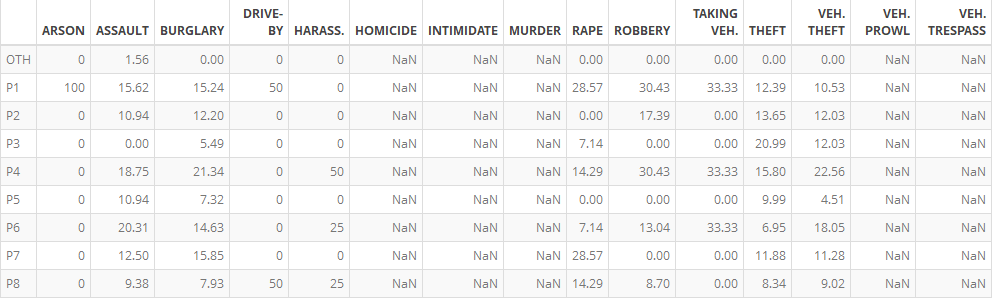 ARSON ASSAULT BURGLARY DRIVE-BY HARASS. HOMICIDE INTIMIDATE MURDER RAPE ROBBERY TAKING VEH. THEFT VEH. THEFT VEH. PROWL VEH. TRESPASS
OTH 0 1.56 0.00 0 0 NaN NaN NaN 0.00 0.00 0.00 0.00 0.00 NaN NaN
P1 100 15.62 15.24 50 0 NaN NaN NaN 28.57 30.43 33.33 12.39 10.53 NaN NaN
P2 0 10.94 12.20 0 0 NaN NaN NaN 0.00 17.39 0.00 13.65 12.03 NaN NaN
P3 0 0.00 5.49 0 0 NaN NaN NaN 7.14 0.00 0.00 20.99 12.03 NaN NaN
P4 0 18.75 21.34 0 50 NaN NaN NaN 14.29 30.43 33.33 15.80 22.56 NaN NaN
P5 0 10.94 7.32 0 0 NaN NaN NaN 0.00 0.00 0.00 9.99 4.51 NaN NaN
P6 0 20.31 14.63 0 25 NaN NaN NaN 7.14 13.04 33.33 6.95 18.05 NaN NaN
P7 0 12.50 15.85 0 0 NaN NaN NaN 28.57 0.00 0.00 11.88 11.28 NaN NaN
P8 0 9.38 7.93 50 25 NaN NaN NaN 14.29 8.70 0.00 8.34 9.02 NaN NaN